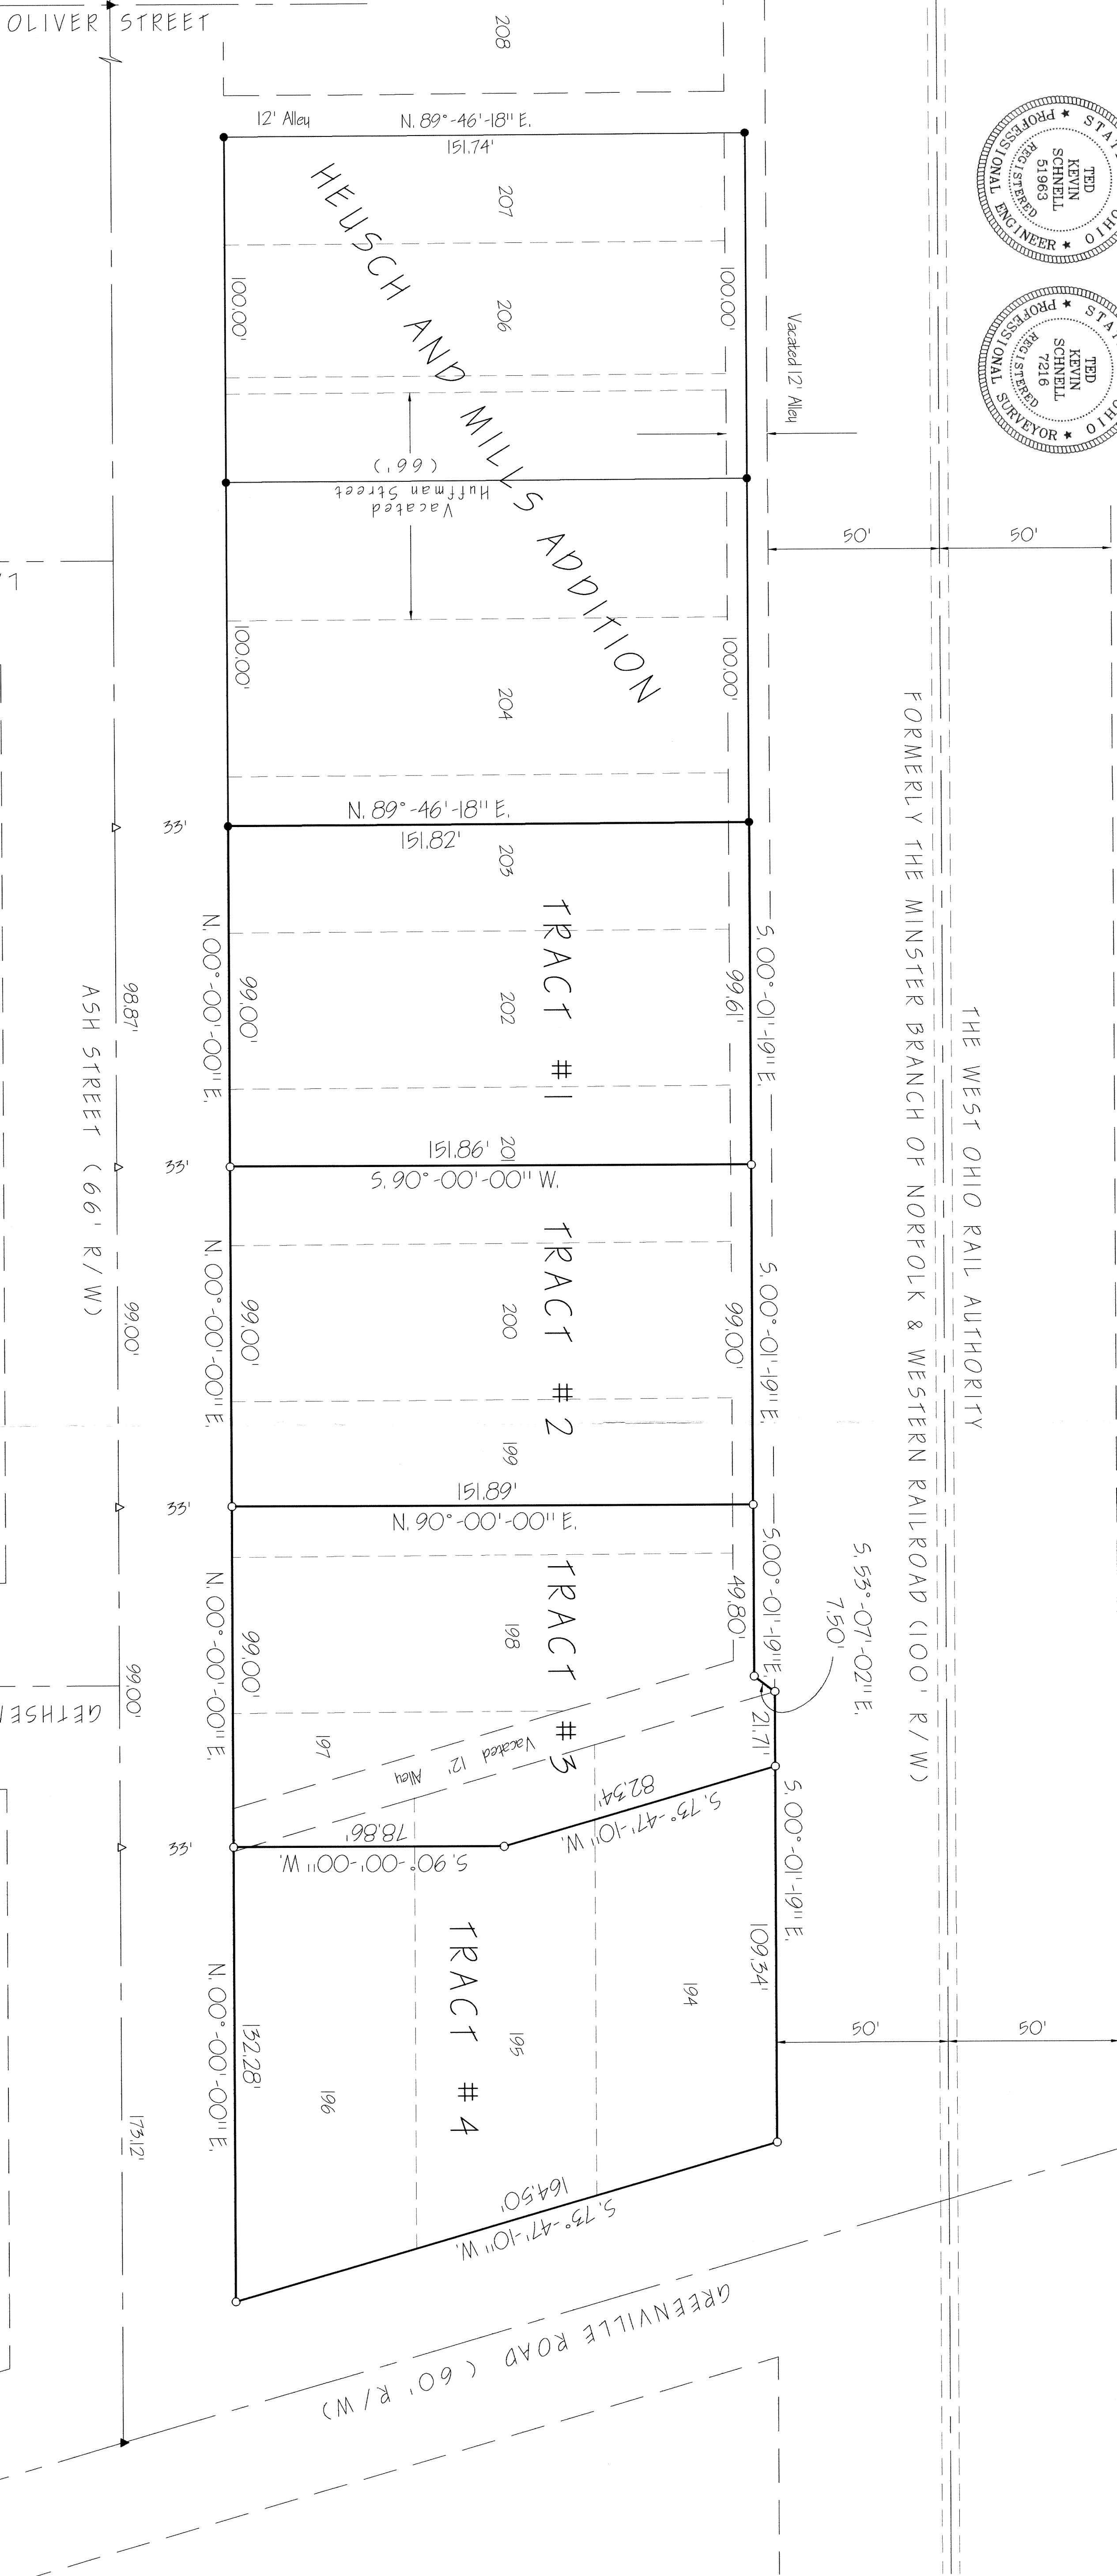 OLIVER STREET
208
12' Alley
N. 89°-46'-18" E.
151.74'
207
HEUSCH AND MILLS ADDITION
206
100.00'
100.00'
Vacated 12' Alley
Vacated
Huffman Street
(66')
50'
50'
204
100.00'
100.00'
N. 89°-46'-18" E.
151.82'
203
33'
TRACT #1
202
N. 00°-00'-00" E.
99.00'
99.61'
S. 00°-01'-19" E.
98.87'
ASH STREET (66' R/W)
151.86'
201
S. 90°-00'-00" W.
33'
TRACT #2
200
N. 00°-00'-00" E.
99.00'
99.00'
S. 00°-01'-19" E.
99.00'
199
151.89'
N. 90°-00'-00" E.
33'
TRACT #3
198
N. 00°-00'-00" E.
99.00'
49.80'
S. 00°-01'-19" E.
S. 53°-07'-02" E.
7.50'
21.71'
99.00'
197
Vacated 12' Alley
82.34'
S. 73°-47'-10" W.
78.86'
S. 90°-00'-00" W.
33'
S. 00°-01'-19" E.
109.34'
TRACT #4
194
195
196
N. 00°-00'-00" E.
132.28'
173.12'
50'
50'
164.50'
S. 73°-47'-10" W.
GREENVILLE ROAD (60' R/W)
THE WEST OHIO RAIL AUTHORITY
FORMERLY THE MINSTER BRANCH OF NORFOLK & WESTERN RAILROAD (100' R/W)
TED
KEVIN
SCHNELL
51963
REGISTERED
PROFESSIONAL ENGINEER
OHIO
TED
KEVIN
SCHNELL
7216
REGISTERED
PROFESSIONAL SURVEYOR
OHIO